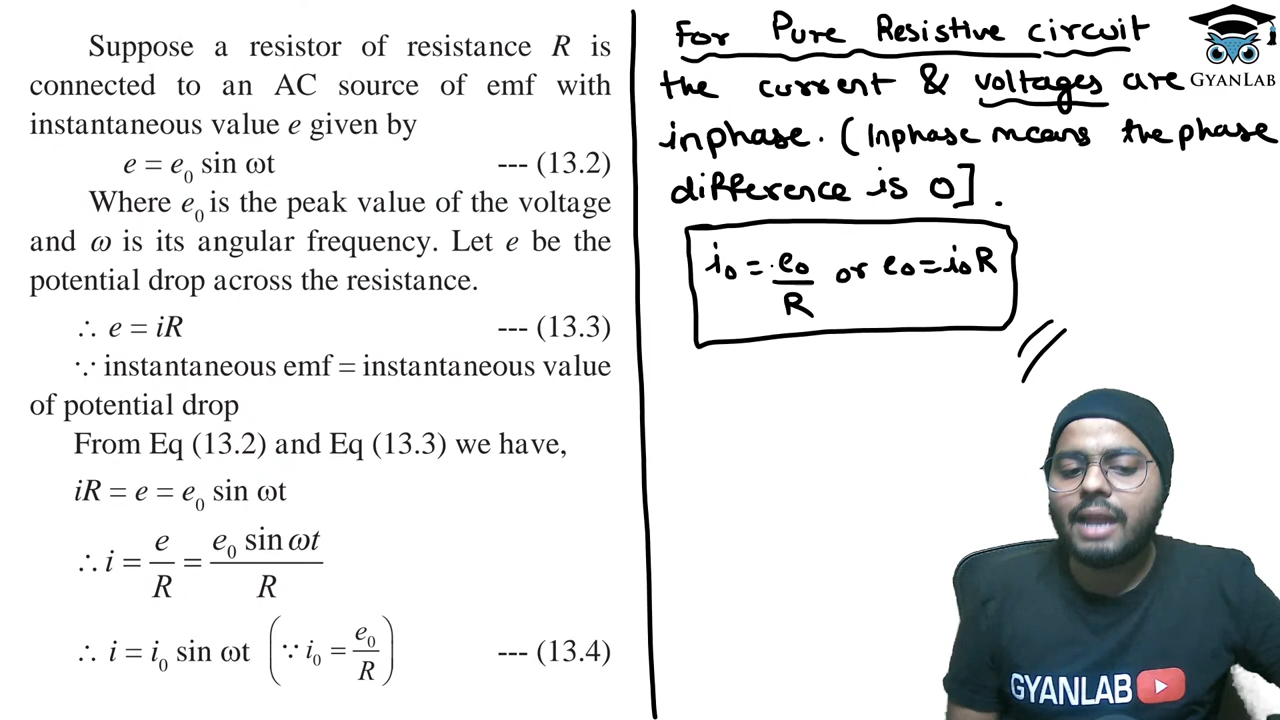 Suppose a resistor of resistance R is
connected to an AC source of emf with
instantaneous value e given by
e = e₀ sin ωt --- (13.2)
Where e₀ is the peak value of the voltage
and ω is its angular frequency. Let e be the
potential drop across the resistance.
∴ e = iR --- (13.3)
∵ instantaneous emf = instantaneous value
of potential drop
From Eq (13.2) and Eq (13.3) we have,
iR = e = e₀ sin ωt
∴ i = e/R = e₀ sin ωt/R
∴ i = i₀ sin ωt (∵ i₀ = e₀/R) --- (13.4)
For Pure Resistive circuit
the current & voltages are
inphase. (Inphase means the phase
difference is 0].
i₀ = e₀/R or e₀ = i₀R
GYANLAB
GYANLAB